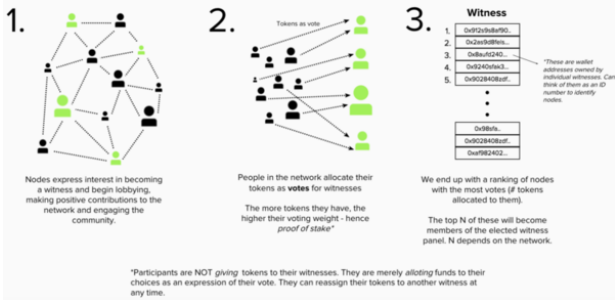 1.
Nodes express interest in becoming
a witness and begin lobbying,
making positive contributions to the
network and engaging the
community.
2.
Tokens as vote
People in the network allocate their
tokens as votes for witnesses
The more tokens they have, the
higher their voting weight - hence
proof of stake*
3.
Witness
1.
2.
3.
4.
5.
0x9028408zdf..
*These are wallet
addresses owned by
individual witnesses. Can
think of them as an ID
number to identify
nodes.
0x98sfa..
0x9028408zdf..
0xaf982402...
We end up with a ranking of nodes
with the most votes (# tokens
allocated to them).
The top N of these will become
members of the elected witness
panel. N depends on the network.
*Participants are NOT giving tokens to their witnesses. They are merely alloting funds to their
choices as an expression of their vote. They can reassign their tokens to another witness at
any time.